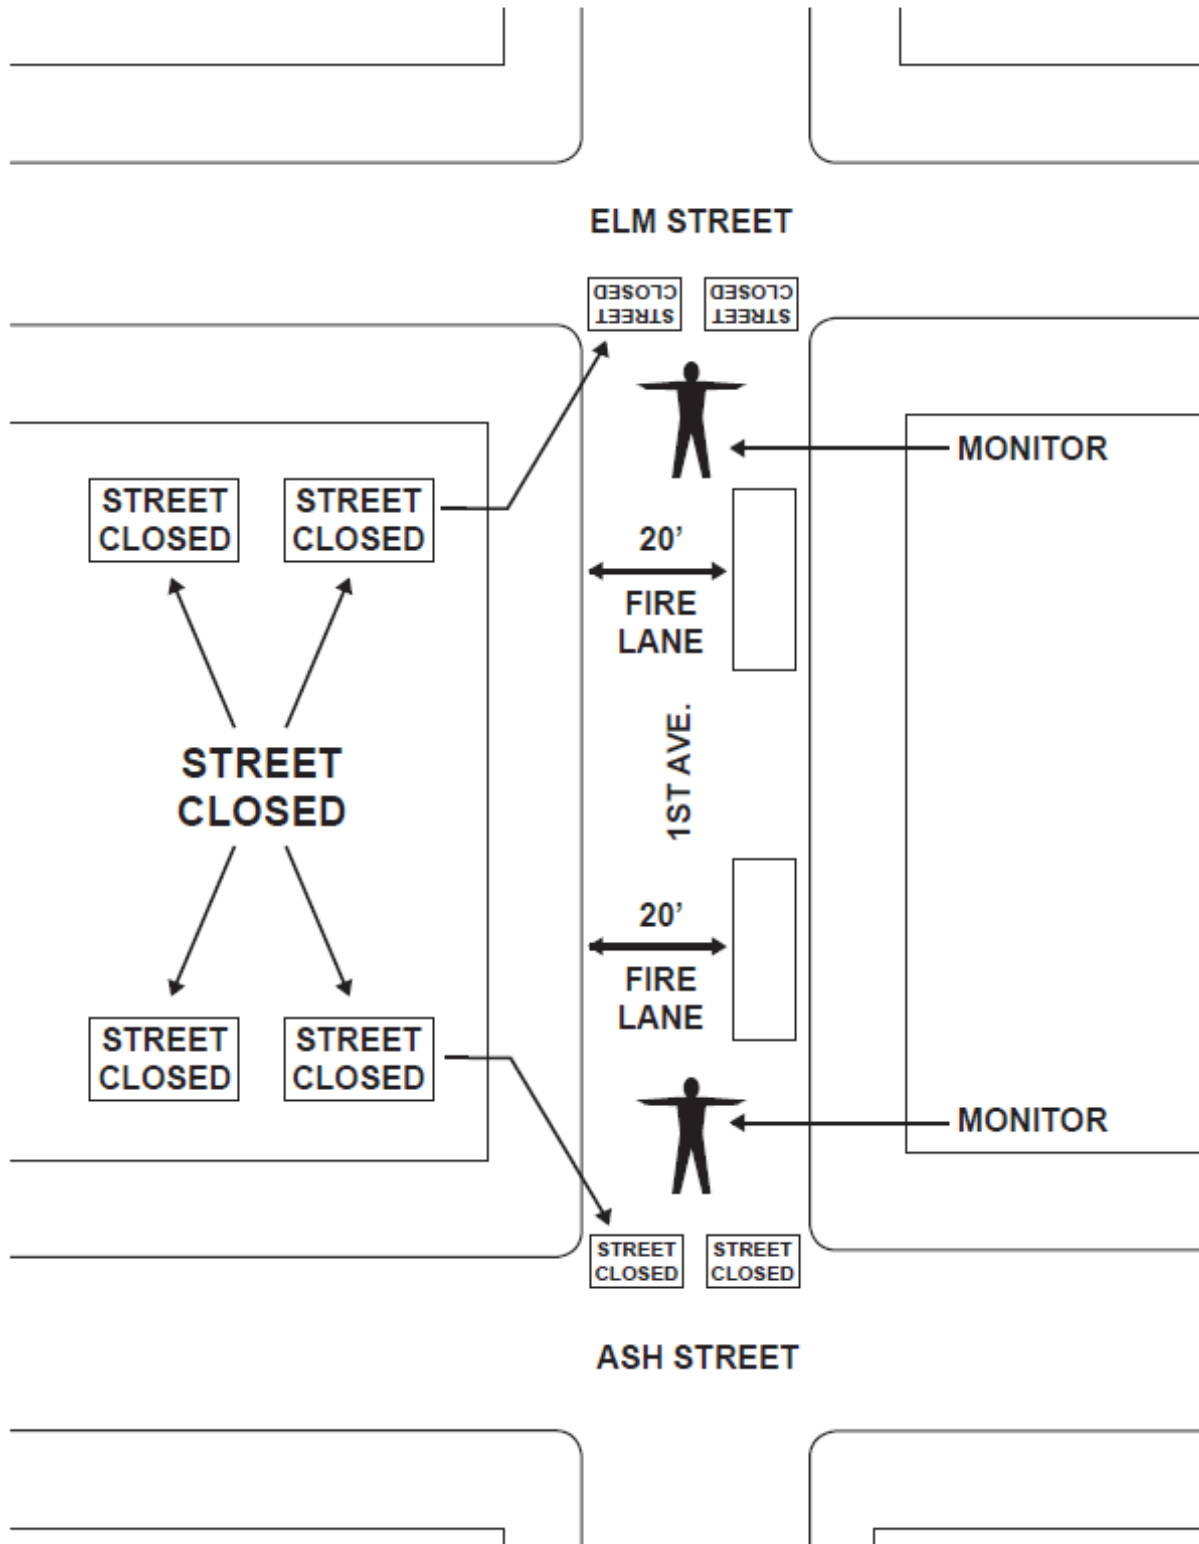 ELM STREET
STREET
CLOSED
STREET
CLOSED
MONITOR
STREET
CLOSED
STREET
CLOSED
20’
FIRE
LANE
1ST AVE.
STREET
CLOSED
20’
FIRE
LANE
STREET
CLOSED
STREET
CLOSED
MONITOR
STREET
CLOSED
STREET
CLOSED
ASH STREET